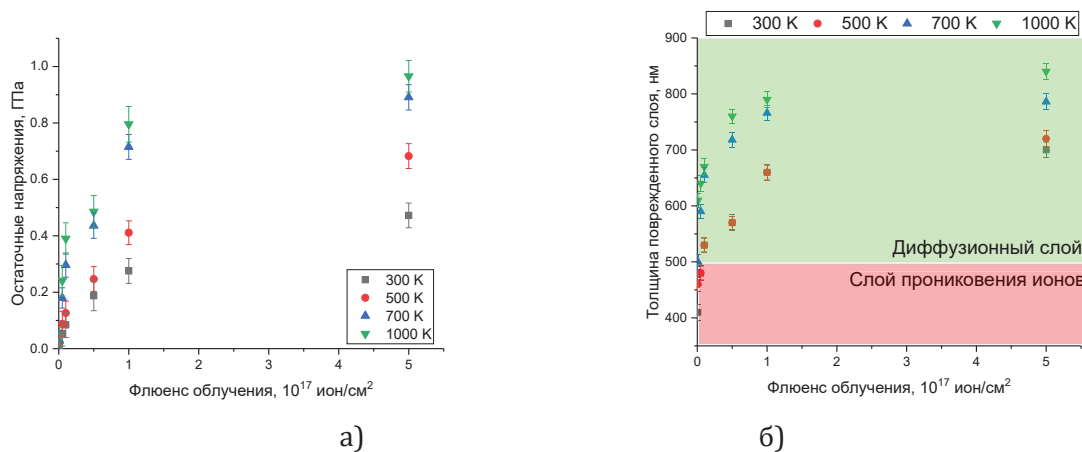 Остаточные напряжения, ГПа
1.0
0.8
0.6
0.4
0.2
0.0
0
1
2
3
4
5
300 K
500 K
700 K
1000 K
Флюенс облучения, 10¹⁷ ион/см²
а)
300 K 500 K 700 K 1000 K
Толщина поврежденного слоя, нм
900
800
700
600
500
400
Диффузионный слой
Слой прониковения ионов
0
1
2
3
4
5
Флюенс облучения, 10¹⁷ ион/см²
б)